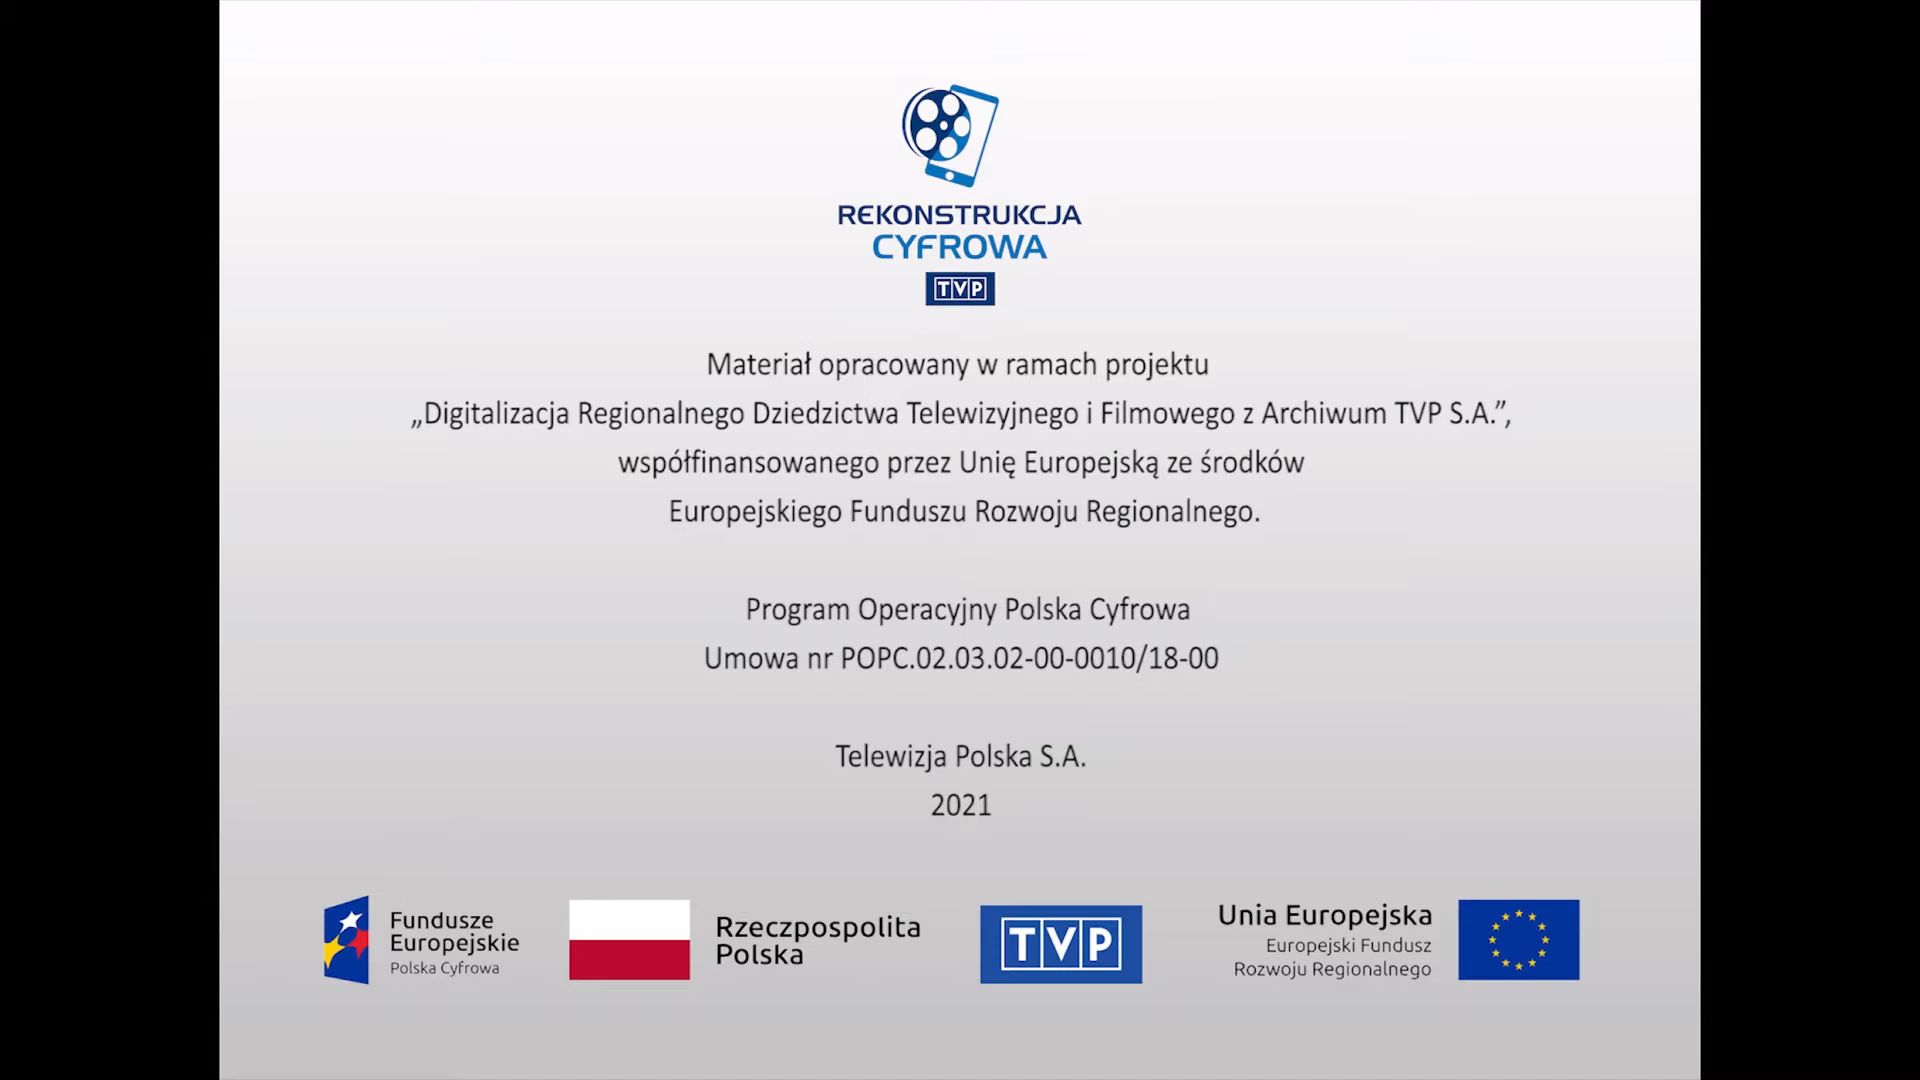 REKONSTRUKCJA
CYFROWA
TVP
Materiał opracowany w ramach projektu
„Digitalizacja Regionalnego Dziedzictwa Telewizyjnego i Filmowego z Archiwum TVP S.A.”,
współfinansowanego przez Unię Europejską ze środków
Europejskiego Funduszu Rozwoju Regionalnego.
Program Operacyjny Polska Cyfrowa
Umowa nr POPC.02.03.02-00-0010/18-00
Telewizja Polska S.A.
2021
Fundusze
Europejskie
Polska Cyfrowa
Rzeczpospolita
Polska
TVP
Unia Europejska
Europejski Fundusz
Rozwoju Regionalnego